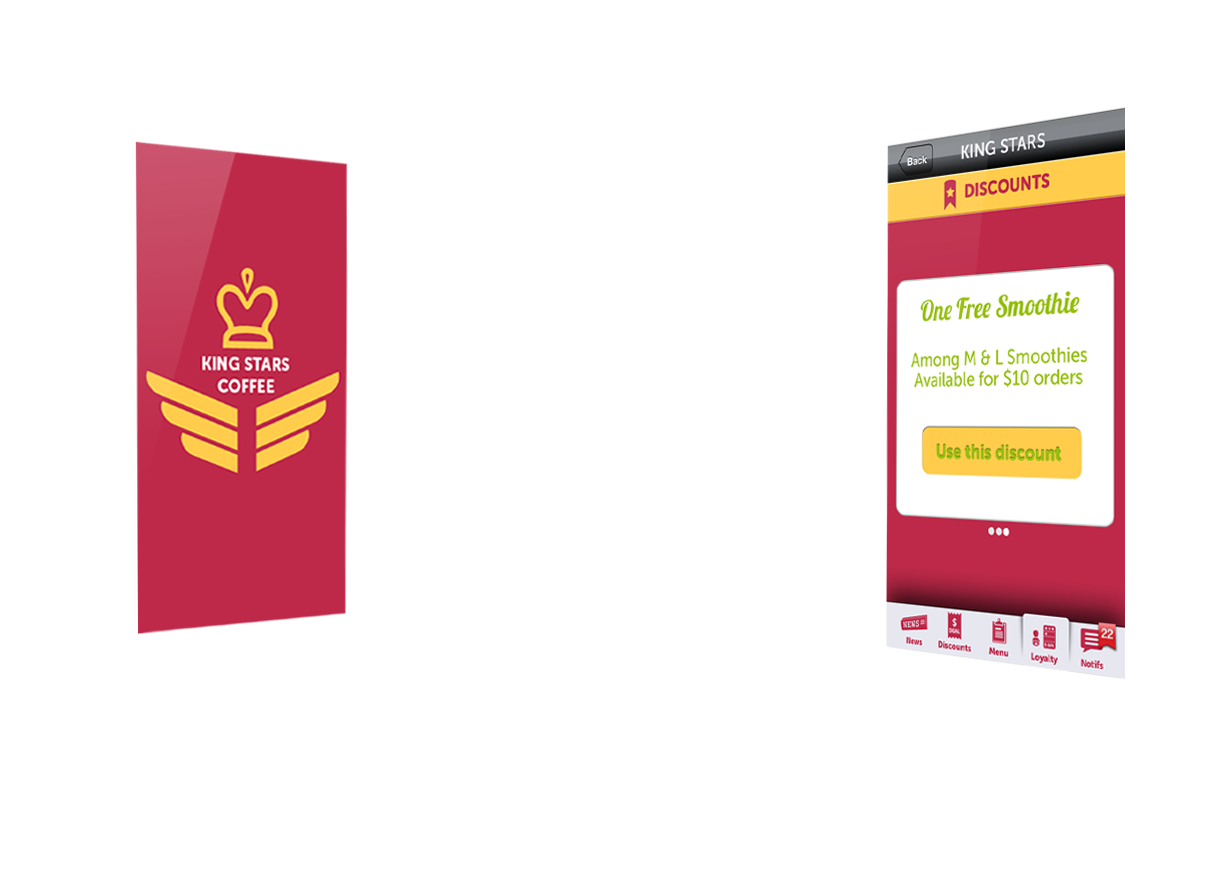 KING STARS
COFFEE
Back
KING STARS
DISCOUNTS
One Free Smoothie
Among M & L Smoothies
Available for $10 orders
Use this discount
NEWS
News
$
DEAL
Discounts
Menu
Loyalty
22
Notifs